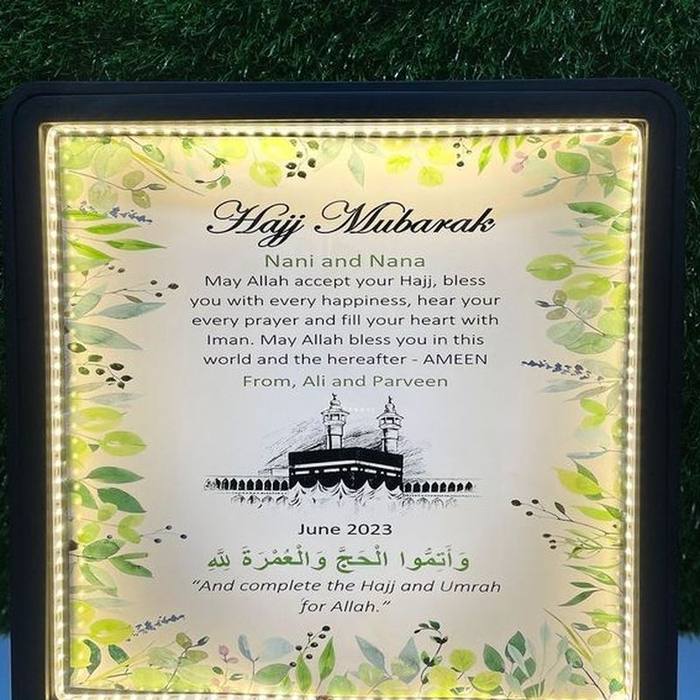 Hajj Mubarak
Nani and Nana
May Allah accept your Hajj, bless
you with every happiness, hear your
every prayer and fill your heart with
Iman. May Allah bless you in this
world and the hereafter - AMEEN
From, Ali and Parveen
June 2023
وَأَتِمُّوا الْحَجَّ وَالْعُمْرَةَ لِلَّهِ
“And complete the Hajj and Umrah
for Allah.”